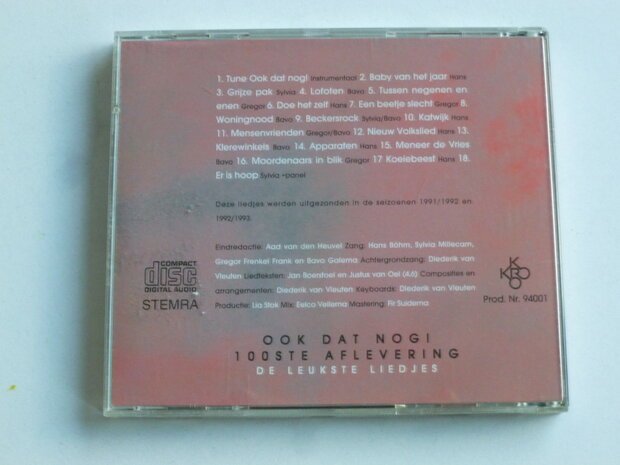 1. Tune Ook dat nog! Instrumentaal 2. Baby van het jaar Hans
3. Grijze pak Sylvia 4. Lofoten Bavo 5. Tussen negenen en
enen Gregor 6. Doe het zelf Hans 7. Een beetje slecht Gregor 8.
Woningnood Bavo 9. Beckersrock Sylvia/Bavo 10. Katwijk Hans
11. Mensenvrienden Gregor/Bavo 12. Nieuw Volkslied Hans 13.
Klerewinkels Bavo 14. Apparaten Hans 15. Meneer de Vries
Bavo 16. Moordenaars in blik Gregor 17 Koeiebeest Hans 18.
Er is hoop Sylvia +panel
Deze liedjes werden uitgezonden in de seizoenen 1991/1992 en
1992/1993.
Eindredactie: Aad van den Heuvel Zang: Hans Böhm, Sylvia Millecam,
Gregor Frenkel Frank en Bavo Galema Achtergrondzang: Diederik van
Vleuten Liedteksten: Jan Boerstoel en Justus van Oel (4,6) Composities en
arrangementen: Diederik van Vleuten Keyboards: Diederik van Vleuten
Productie: Lia Stok Mix: Eelco Vellema Mastering: Fir Suidema
COMPACT
disc
DIGITAL AUDIO
STEMRA
KRO
Prod. Nr. 94001
OOK DAT NOG!
100STE AFLEVERING
DE LEUKSTE LIEDJES